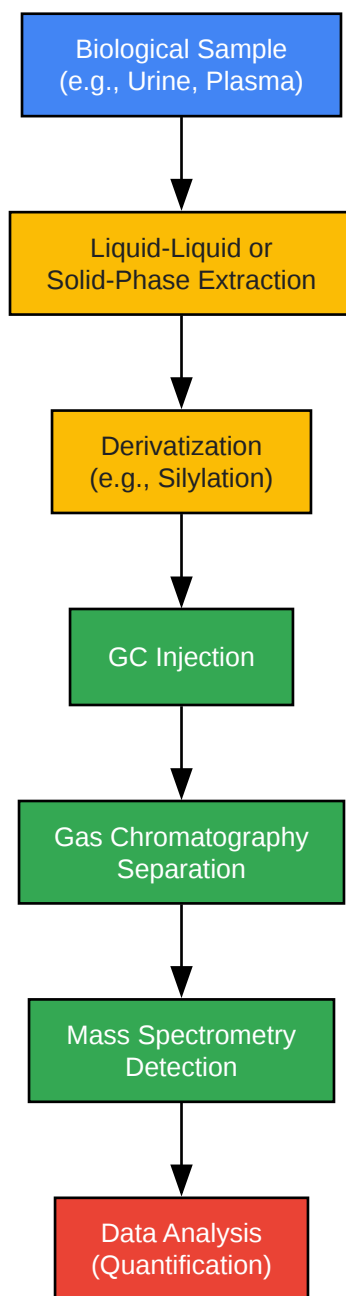 Biological Sample
(e.g., Urine, Plasma)
Liquid-Liquid or
Solid-Phase Extraction
Derivatization
(e.g., Silylation)
GC Injection
Gas Chromatography
Separation
Mass Spectrometry
Detection
Data Analysis
(Quantification)